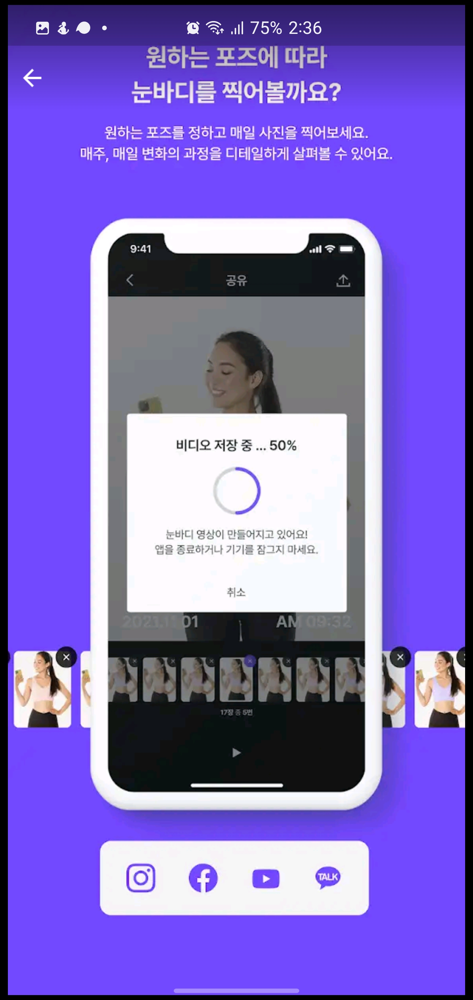 75% 2:36
원하는 포즈에 따라
눈바디를 찍어볼까요?
원하는 포즈를 정하고 매일 사진을 찍어보세요.
매주, 매일 변화의 과정을 디테일하게 살펴볼 수 있어요.
9:41
공유
비디오 저장 중 ... 50%
눈바디 영상이 만들어지고 있어요!
앱을 종료하거나 기기를 잠그지 마세요.
취소
2021.11.01 AM 09:32
17장 중 5번
TALK